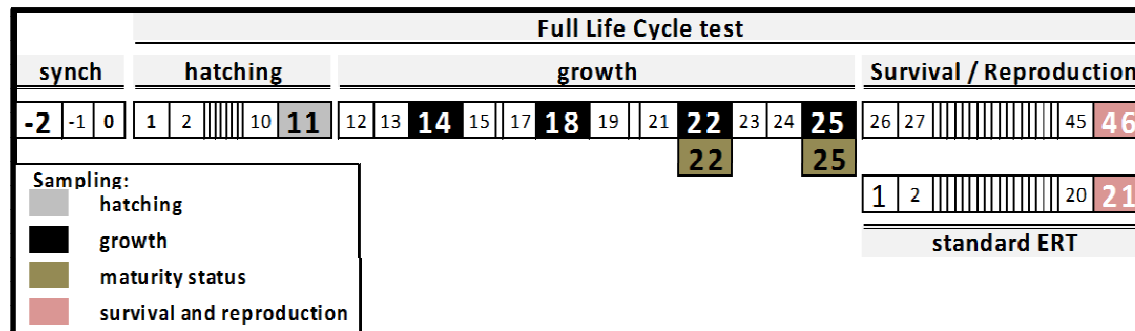 Full Life Cycle test
synch hatching growth Survival / Reproduction
-2 -1 0 1 2 10 11 12 13 14 15 17 18 19 21 22 23 24 25 26 27 45 46
22 25
Sampling:
hatching
growth
maturity status
survival and reproduction
1 2 20 21
standard ERT